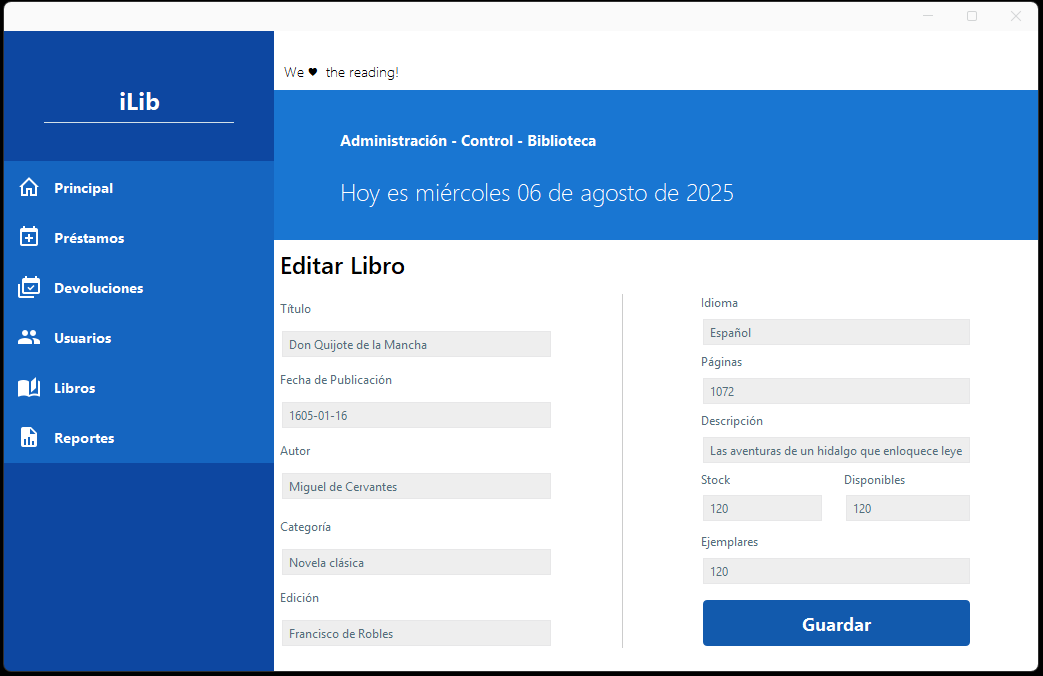 We ♥ the reading!
iLib
Principal
Préstamos
Devoluciones
Usuarios
Libros
Reportes
Administración - Control - Biblioteca
Hoy es miércoles 06 de agosto de 2025
Editar Libro
Título
Don Quijote de la Mancha
Fecha de Publicación
1605-01-16
Autor
Miguel de Cervantes
Categoría
Novela clásica
Edición
Francisco de Robles
Idioma
Español
Páginas
1072
Descripción
Las aventuras de un hidalgo que enloquece leye
Stock Disponibles
120 120
Ejemplares
120
Guardar